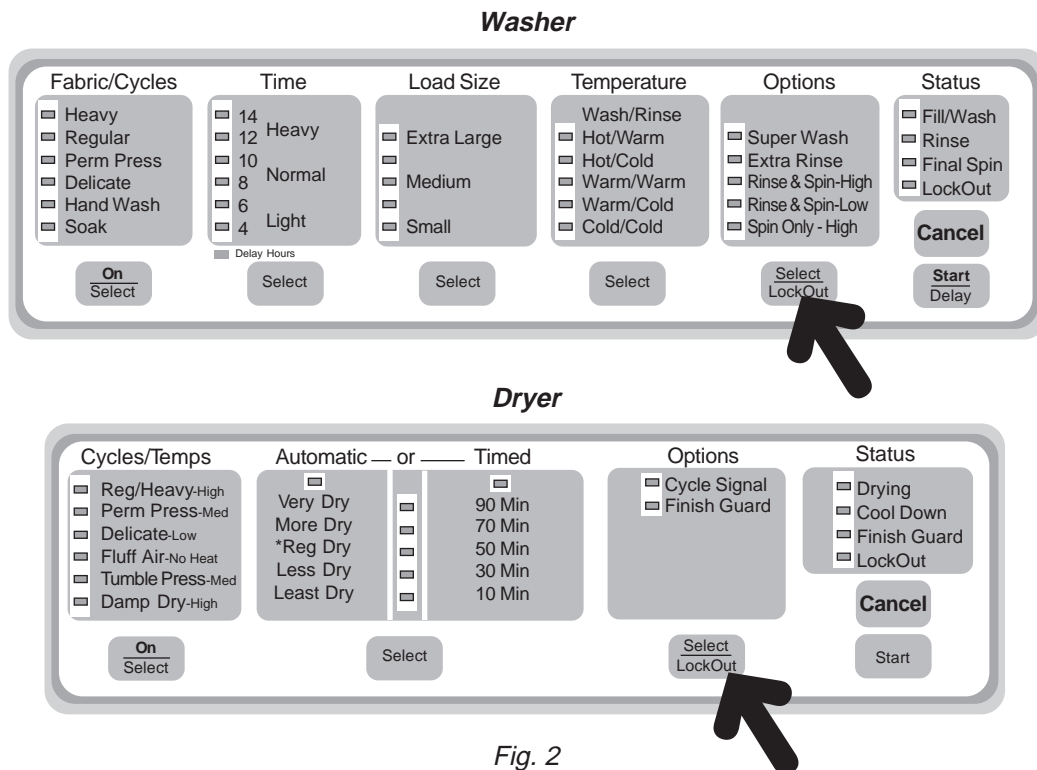 Washer
Fabric/Cycles
Heavy
Regular
Perm Press
Delicate
Hand Wash
Soak
On
Select
Time
14
12
Heavy
10
8
Normal
6
4
Light
Delay Hours
Select
Load Size
Extra Large
Medium
Small
Select
Temperature
Wash/Rinse
Hot/Warm
Hot/Cold
Warm/Warm
Warm/Cold
Cold/Cold
Select
Options
Super Wash
Extra Rinse
Rinse & Spin-High
Rinse & Spin-Low
Spin Only - High
Select
LockOut
Status
Fill/Wash
Rinse
Final Spin
LockOut
Cancel
Start
Delay
Dryer
Cycles/Temps
Reg/Heavy-High
Perm Press-Med
Delicate-Low
Fluff Air-No Heat
Tumble Press-Med
Damp Dry-High
On
Select
Automatic — or — Timed
Very Dry
More Dry
*Reg Dry
Less Dry
Least Dry
90 Min
70 Min
50 Min
30 Min
10 Min
Select
Options
Cycle Signal
Finish Guard
Select
LockOut
Status
Drying
Cool Down
Finish Guard
LockOut
Cancel
Start
Fig. 2